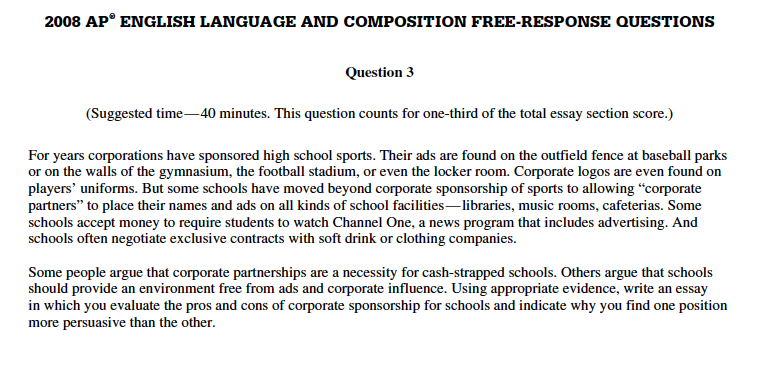 2008 AP® ENGLISH LANGUAGE AND COMPOSITION FREE-RESPONSE QUESTIONS
Question 3
(Suggested time—40 minutes. This question counts for one-third of the total essay section score.)
For years corporations have sponsored high school sports. Their ads are found on the outfield fence at baseball parks
or on the walls of the gymnasium, the football stadium, or even the locker room. Corporate logos are even found on
players’ uniforms. But some schools have moved beyond corporate sponsorship of sports to allowing “corporate
partners” to place their names and ads on all kinds of school facilities—libraries, music rooms, cafeterias. Some
schools accept money to require students to watch Channel One, a news program that includes advertising. And
schools often negotiate exclusive contracts with soft drink or clothing companies.
Some people argue that corporate partnerships are a necessity for cash-strapped schools. Others argue that schools
should provide an environment free from ads and corporate influence. Using appropriate evidence, write an essay
in which you evaluate the pros and cons of corporate sponsorship for schools and indicate why you find one position
more persuasive than the other.